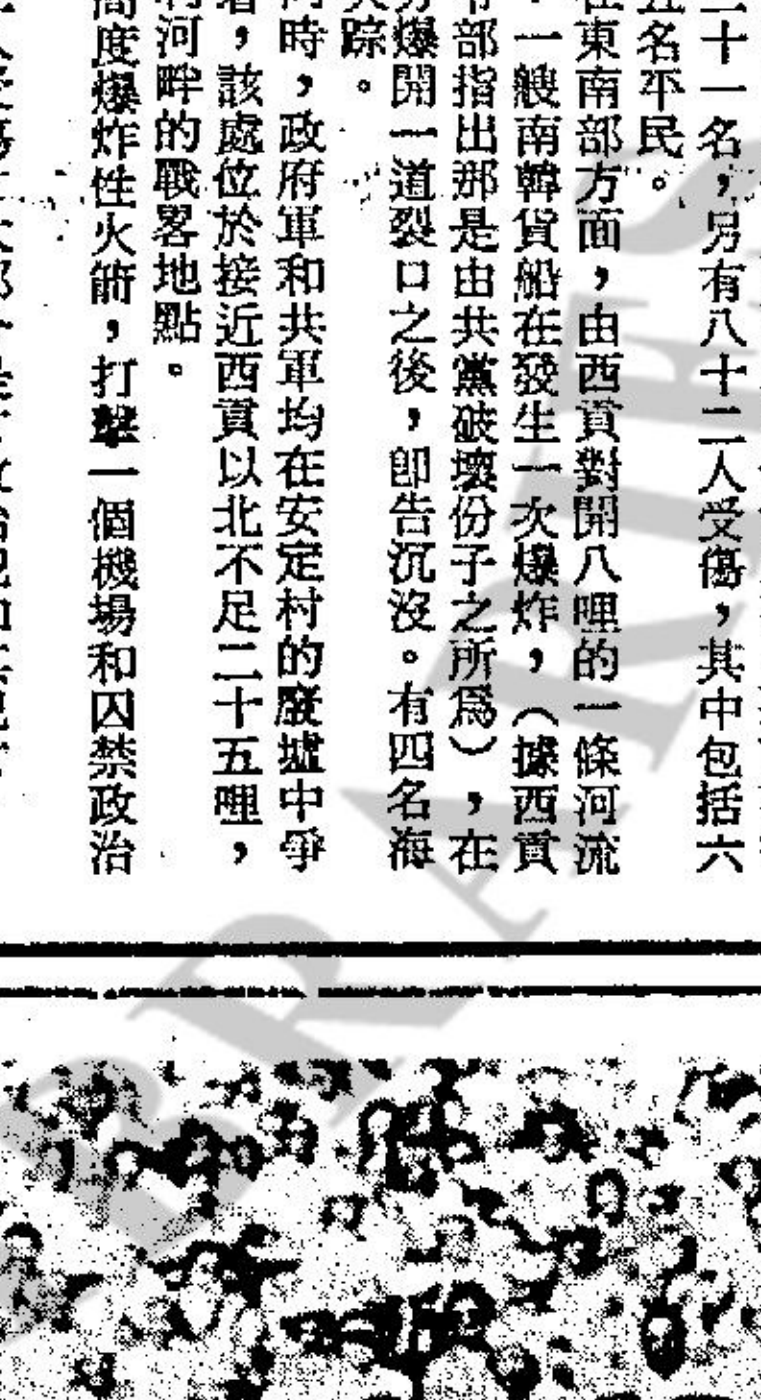 二十一名，另有八十二人受傷，其中包括六
五名平民。
在東南部方面，由西貢對開八哩的一條河流
，一艘南韓貨船在發生一次爆炸，（據西貢
令部指出那是由共黨破壞份子之所爲），在
爆開一道裂口之後，卽告沉沒。有四名海
失踪。
同時，政府軍和共軍均在安定村的廢墟中爭
着，該處位於接近西貢以北不足二十五哩，
河畔的戰畧地點。
高度爆炸性火箭，打擊一個機場和囚禁政治
BRARIES